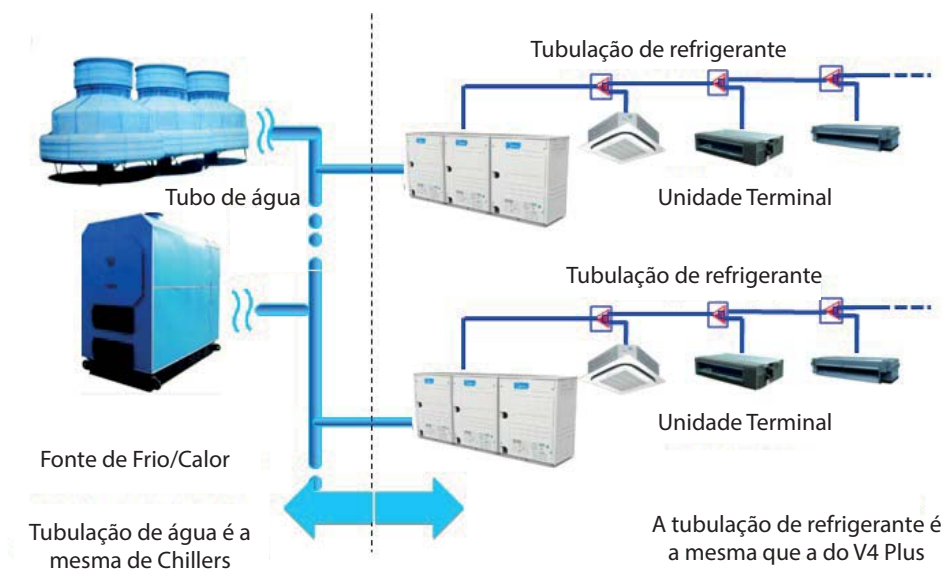 Tubulação de refrigerante
Tubo de água
Unidade Terminal
Tubulação de refrigerante
Unidade Terminal
Fonte de Frio/Calor
Tubulação de água é a
mesma de Chillers
A tubulação de refrigerante é
a mesma que a do V4 Plus